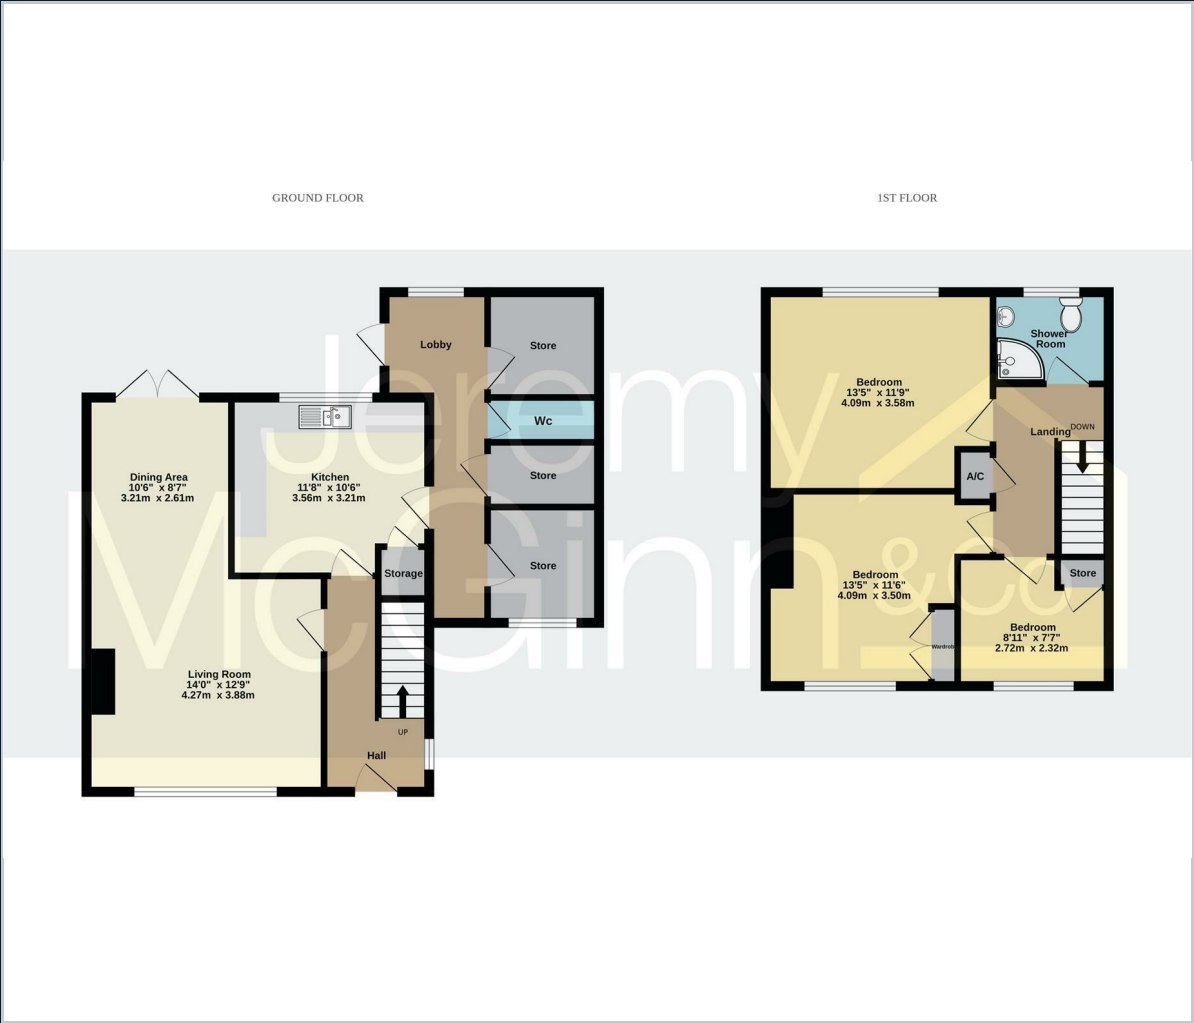 GROUND FLOOR
Lobby
Store
Wc
Store
Store
Dining Area
10'6" x 8'7"
3.21m x 2.61m
Kitchen
11'8" x 10'6"
3.56m x 3.21m
Storage
Living Room
14'0" x 12'9"
4.27m x 3.88m
UP
Hall
1ST FLOOR
Bedroom
13'5" x 11'9"
4.09m x 3.58m
Shower
Room
Landing
DOWN
A/C
Bedroom
13'5" x 11'6"
4.09m x 3.50m
Wardrobe
Store
Bedroom
8'11" x 7'7"
2.72m x 2.32m
Jeremy
McGinn &Co